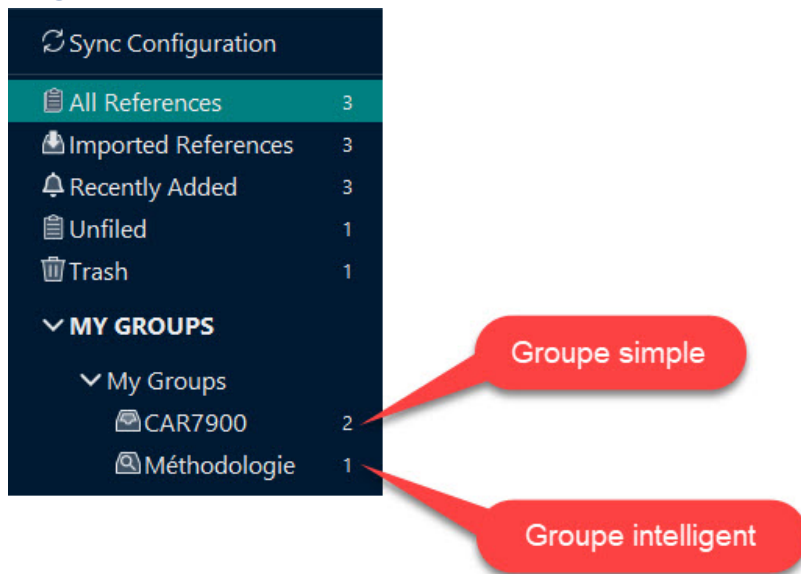 Sync Configuration
All References 3
Imported References 3
Recently Added 3
Unfiled 1
Trash 1
MY GROUPS
My Groups
CAR7900 2
Méthodologie 1
Groupe simple
Groupe intelligent